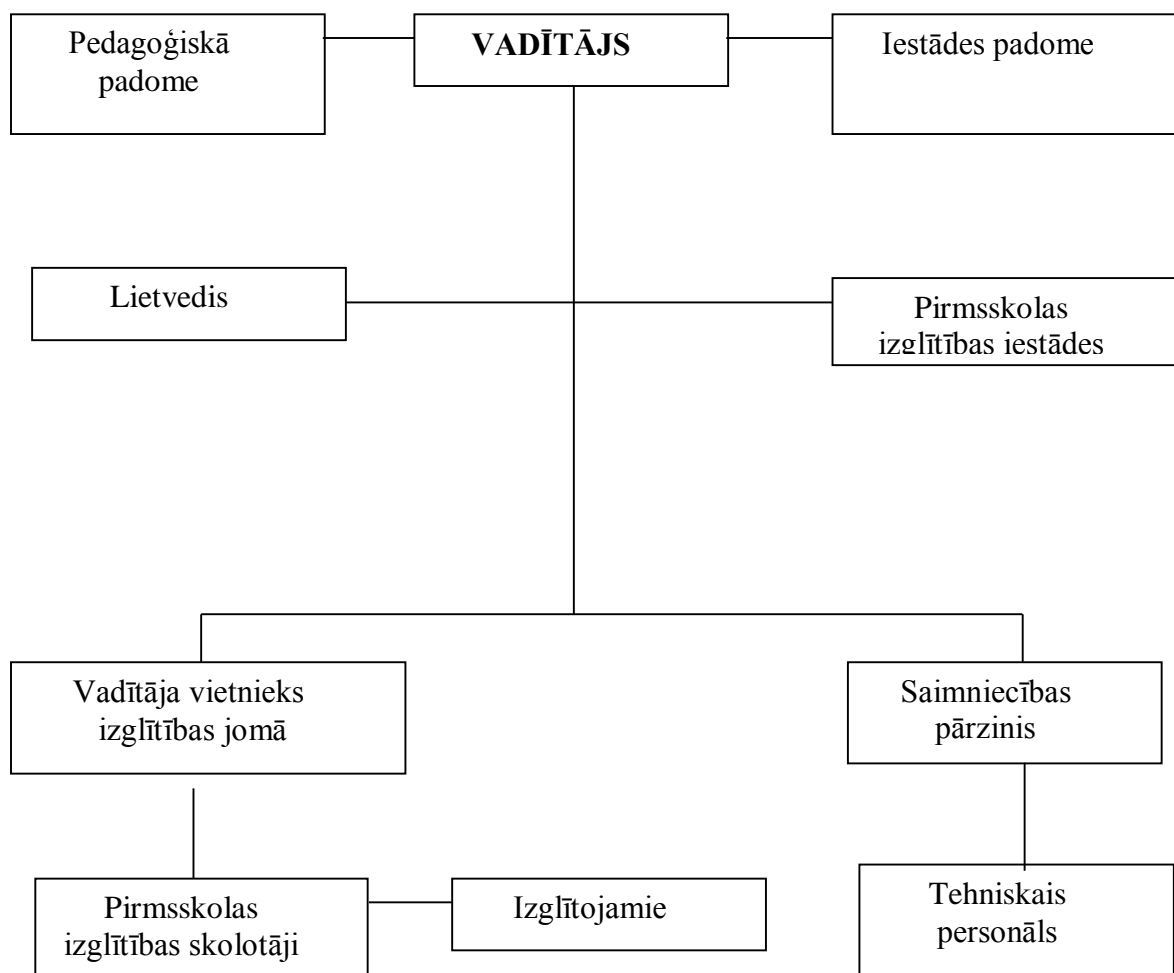 Pedagoģiskā
padome
VADĪTĀJS
Iestādes padome
Lietvedis
Pirmsskolas
izglītības iestādes
Vadītāja vietnieks
izglītības jomā
Saimniecības
pārzinis
Pirmsskolas
izglītības skolotāji
Izglītojamie
Tehniskais
personāls